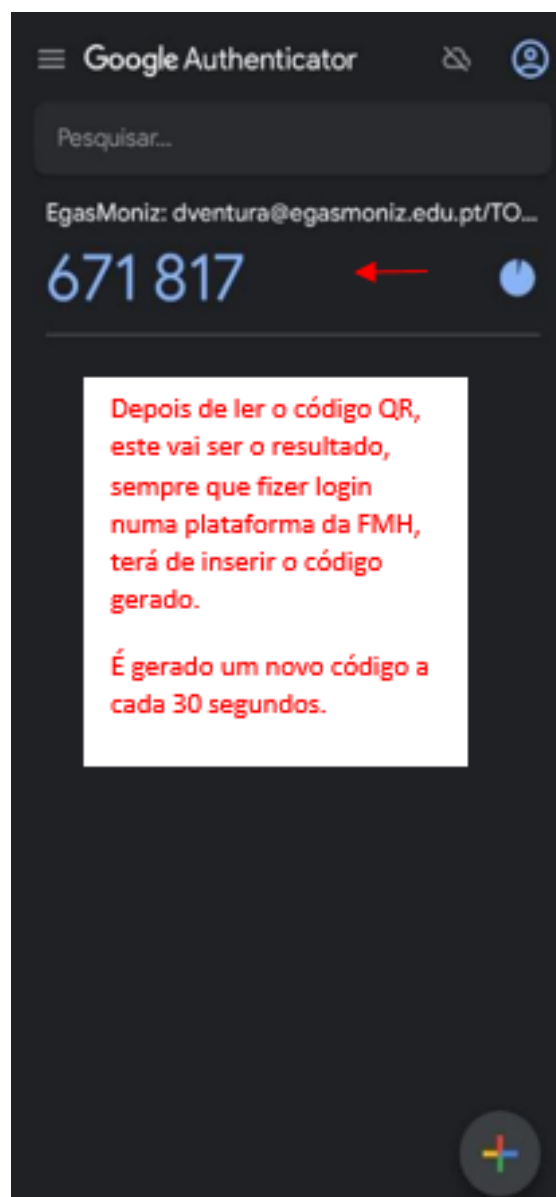 Google Authenticator
Pesquisar...
EgasMoniz: dventura@egasmoniz.edu.pt/TO...
671 817
Depois de ler o código QR,
este vai ser o resultado,
sempre que fizer login
numa plataforma da FMH,
terá de inserir o código
gerado.
É gerado um novo código a
cada 30 segundos.